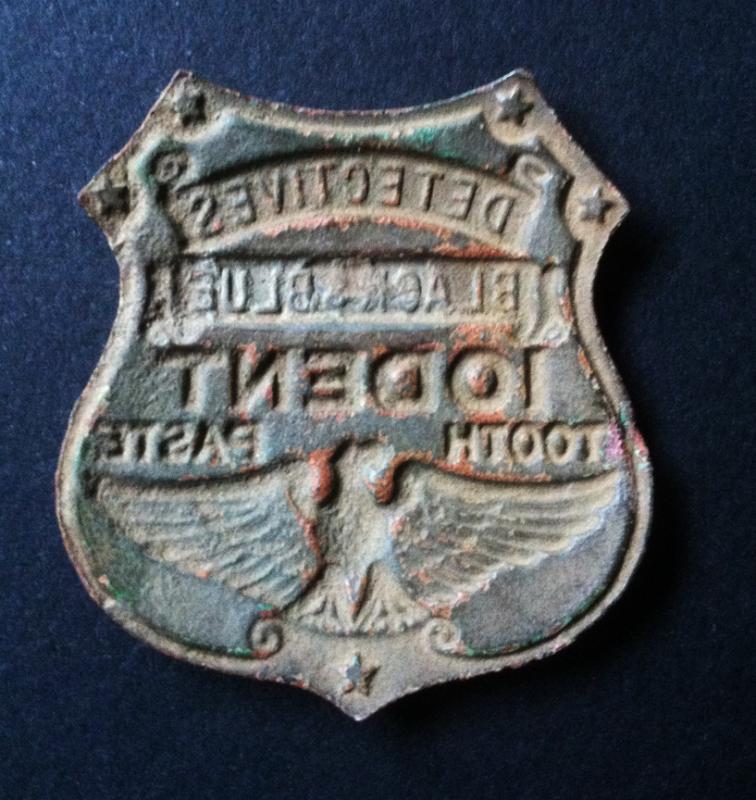 DETECTIVES
BLACK & BLUE
IODENT
TOOTH PASTE